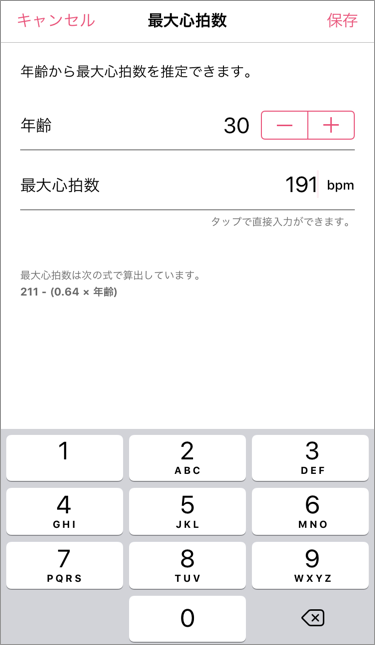 キャンセル 最大心拍数 保存
年齢から最大心拍数を推定できます。
年齢 30 − +
最大心拍数 191 bpm
タップで直接入力ができます。
最大心拍数は次の式で算出しています。
211 - (0.64 × 年齢)
1 2 3
ABC DEF
4 5 6
GHI JKL MNO
7 8 9
PQRS TUV WXYZ
0